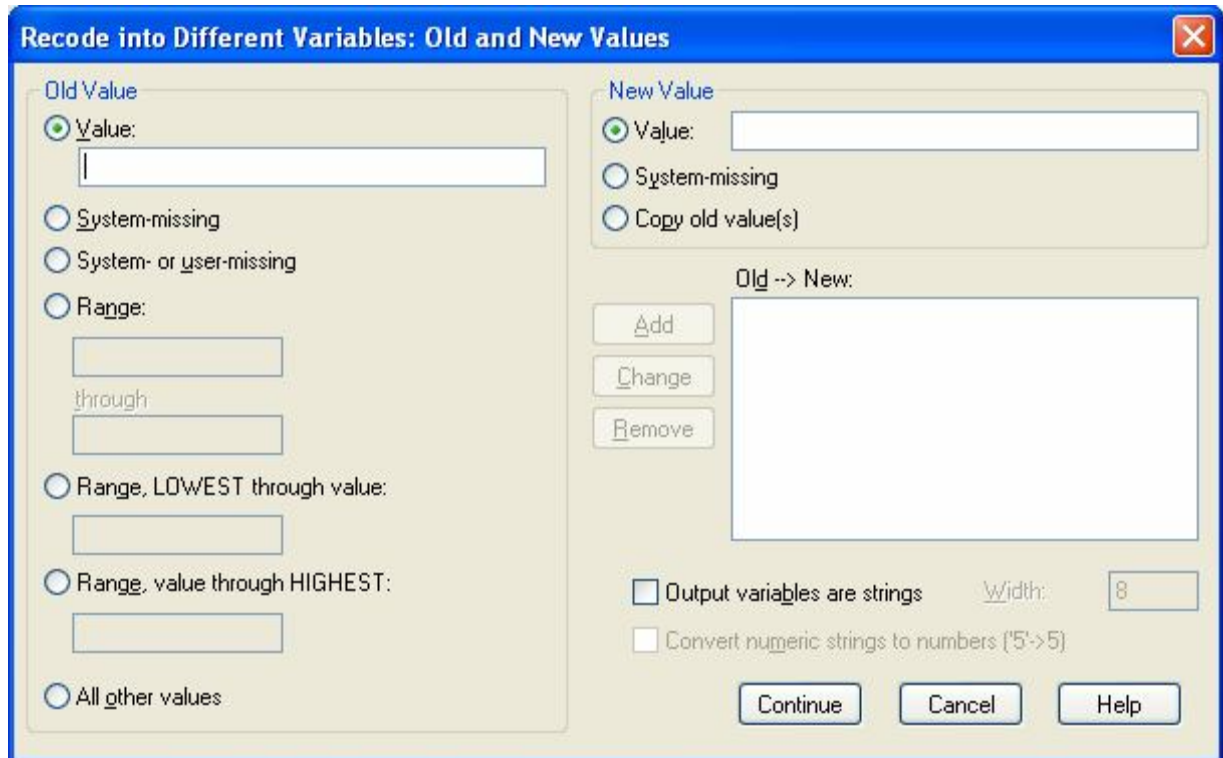 Recode into Different Variables: Old and New Values
Old Value
Value:
System-missing
System- or user-missing
Range:
through
Range, LOWEST through value:
Range, value through HIGHEST:
All other values
New Value
Value:
System-missing
Copy old value(s)
Old --> New:
Add
Change
Remove
Output variables are strings Width: 8
Convert numeric strings to numbers ('5'->5)
Continue Cancel Help